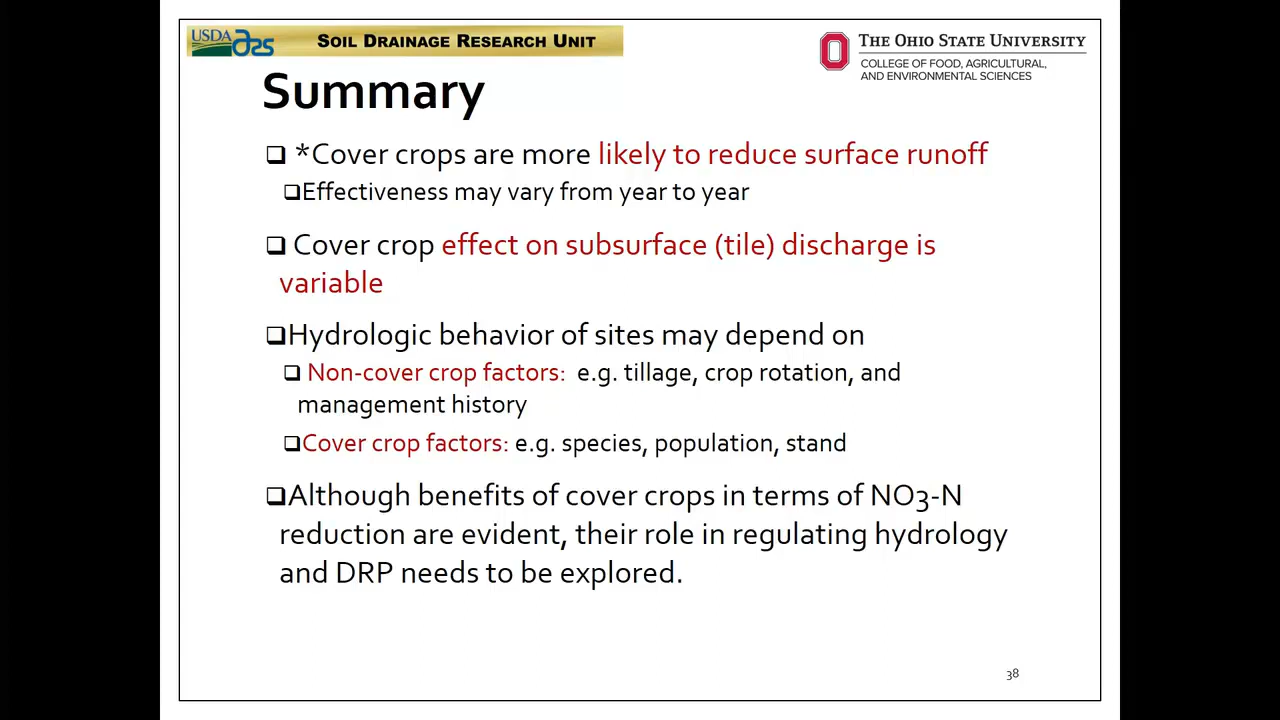 USDA ars SOIL DRAINAGE RESEARCH UNIT
THE OHIO STATE UNIVERSITY
COLLEGE OF FOOD, AGRICULTURAL,
AND ENVIRONMENTAL SCIENCES
Summary
❑ *Cover crops are more likely to reduce surface runoff
❑Effectiveness may vary from year to year
❑ Cover crop effect on subsurface (tile) discharge is
variable
❑Hydrologic behavior of sites may depend on
❑ Non-cover crop factors: e.g. tillage, crop rotation, and
management history
❑Cover crop factors: e.g. species, population, stand
❑Although benefits of cover crops in terms of NO3-N
reduction are evident, their role in regulating hydrology
and DRP needs to be explored.
38